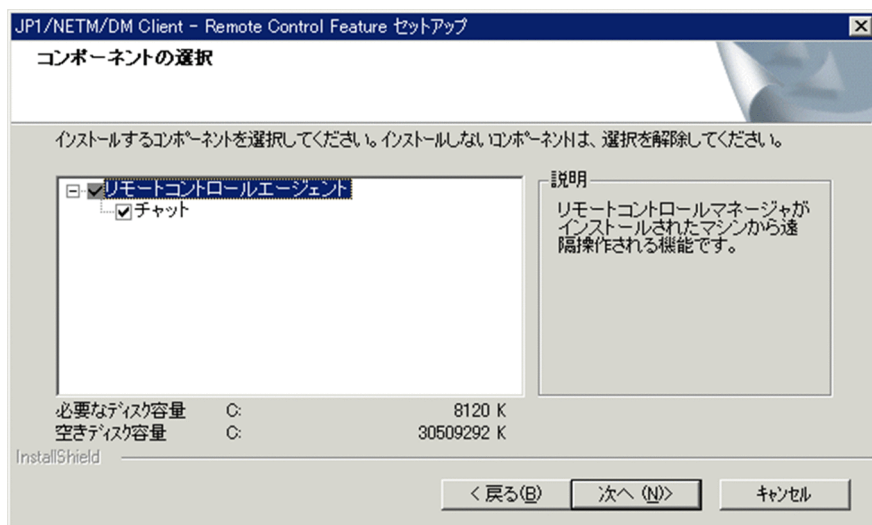 JP1/NETM/DM Client - Remote Control Feature セットアップ
コンポーネントの選択
インストールするコンポーネントを選択してください。インストールしないコンポーネントは、選択を解除してください。
リモートコントロールエージェント
チャット
説明
リモートコントロールマネージャが
インストールされたマシンから遠
隔操作される機能です。
必要なディスク容量 C: 8120 K
空きディスク容量 C: 30509292 K
InstallShield
< 戻る(B) 次へ (N)> キャンセル